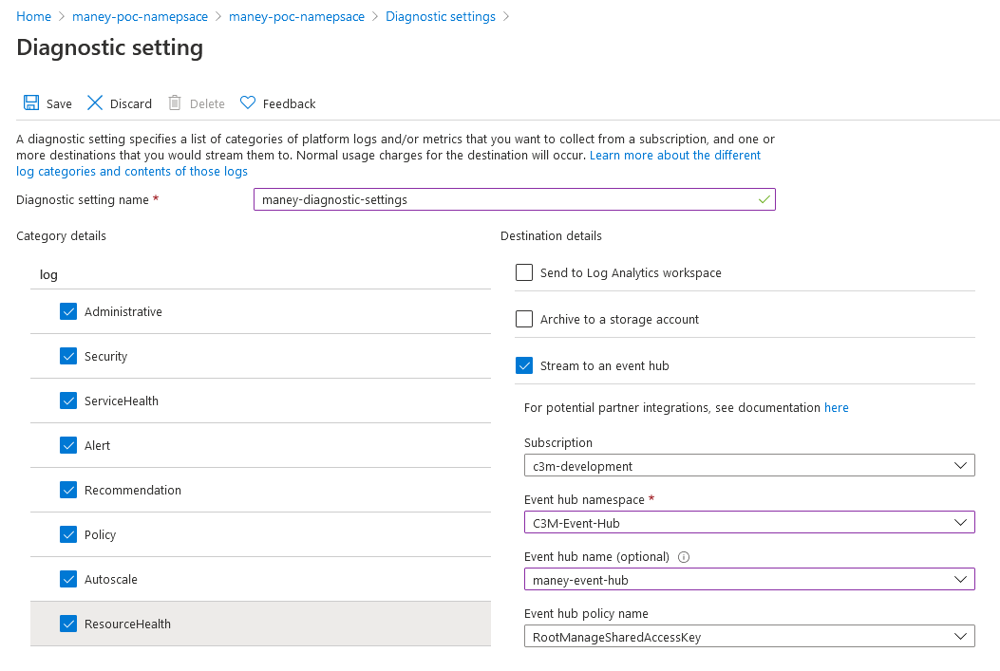 Home > maney-poc-namepsace > maney-poc-namepsace > Diagnostic settings >
Diagnostic setting
Save Discard Delete Feedback
A diagnostic setting specifies a list of categories of platform logs and/or metrics that you want to collect from a subscription, and one or
more destinations that you would stream them to. Normal usage charges for the destination will occur. Learn more about the different
log categories and contents of those logs
Diagnostic setting name * maney-diagnostic-settings
Category details
log
Administrative
Security
ServiceHealth
Alert
Recommendation
Policy
Autoscale
ResourceHealth
Destination details
Send to Log Analytics workspace
Archive to a storage account
Stream to an event hub
For potential partner integrations, see documentation here
Subscription
c3m-development
Event hub namespace *
C3M-Event-Hub
Event hub name (optional)
maney-event-hub
Event hub policy name
RootManageSharedAccessKey